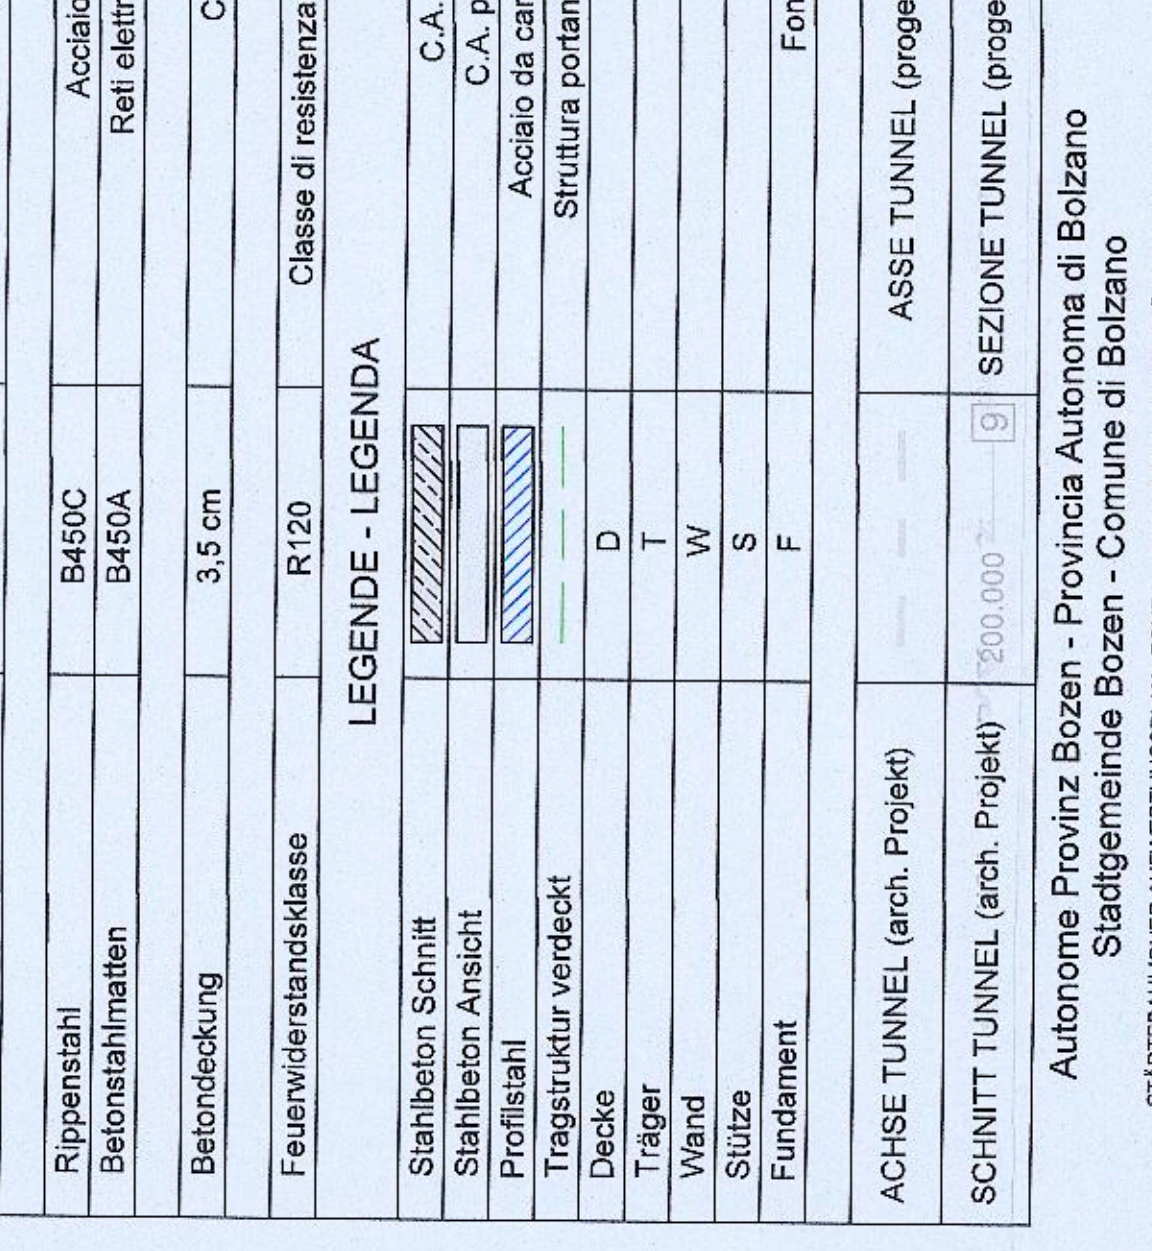 Rippenstahl B450C Acciaio
Betonstahlmatten B450A Reti elettr
Betondeckung 3,5 cm C
Feuerwiderstandsklasse R120 Classe di resistenza
LEGENDE - LEGENDA
Stahlbeton Schnitt C.A.
Stahlbeton Ansicht C.A. p
Profilstahl Acciaio da car
Tragstruktur verdeckt Struttura portan
Decke D
Träger T
Wand W
Stütze S
Fundament F Fon
ACHSE TUNNEL (arch. Projekt) ASSE TUNNEL (proge
SCHNITT TUNNEL (arch. Projekt) 200.000 9 SEZIONE TUNNEL (proge
Autonome Provinz Bozen - Provincia Autonoma di Bolzano
Stadtgemeinde Bozen - Comune di Bolzano